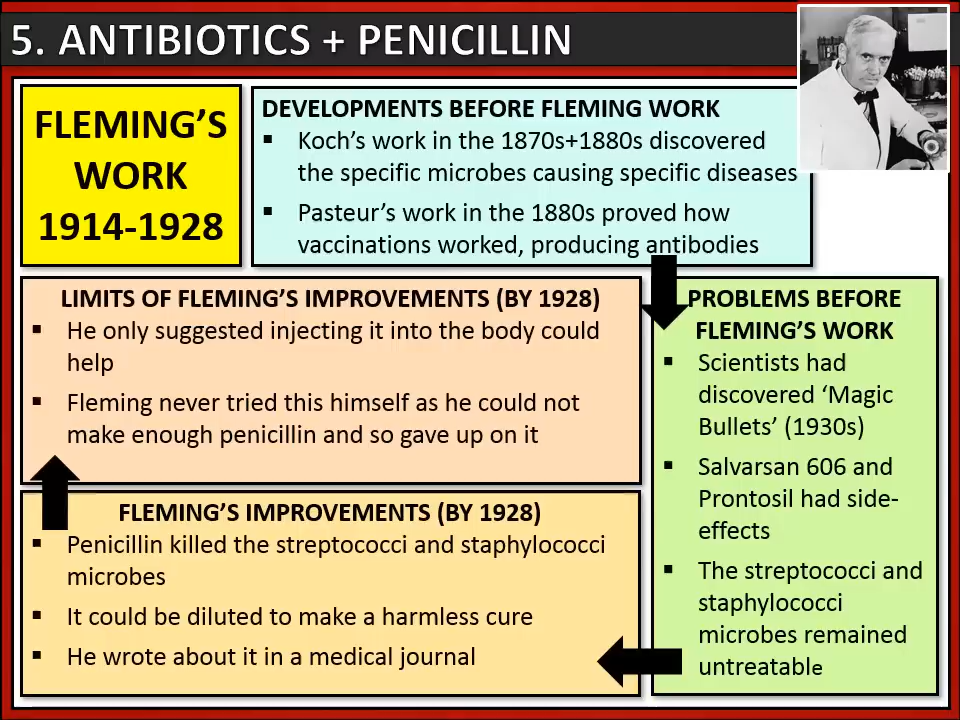 5. ANTIBIOTICS + PENICILLIN
FLEMING’S
WORK
1914-1928
DEVELOPMENTS BEFORE FLEMING WORK
▪ Koch’s work in the 1870s+1880s discovered
the specific microbes causing specific diseases
▪ Pasteur’s work in the 1880s proved how
vaccinations worked, producing antibodies
PROBLEMS BEFORE
FLEMING’S WORK
▪ Scientists had
discovered ‘Magic
Bullets’ (1930s)
▪ Salvarsan 606 and
Prontosil had side-
effects
▪ The streptococci and
staphylococci
microbes remained
untreatable
FLEMING’S IMPROVEMENTS (BY 1928)
▪ Penicillin killed the streptococci and staphylococci
microbes
▪ It could be diluted to make a harmless cure
▪ He wrote about it in a medical journal
LIMITS OF FLEMING’S IMPROVEMENTS (BY 1928)
▪ He only suggested injecting it into the body could
help
▪ Fleming never tried this himself as he could not
make enough penicillin and so gave up on it